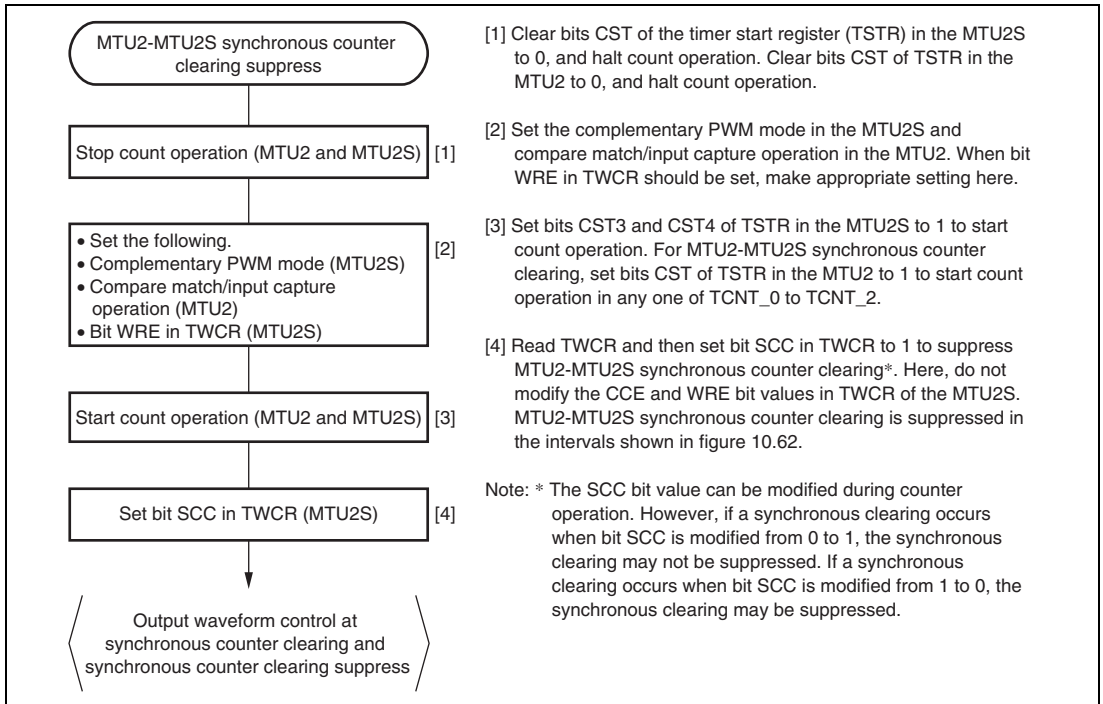 MTU2-MTU2S synchronous counter
clearing suppress
Stop count operation (MTU2 and MTU2S)
[1]
• Set the following.
• Complementary PWM mode (MTU2S)
• Compare match/input capture
operation (MTU2)
• Bit WRE in TWCR (MTU2S)
[2]
Start count operation (MTU2 and MTU2S)
[3]
Set bit SCC in TWCR (MTU2S)
[4]
Output waveform control at
synchronous counter clearing and
synchronous counter clearing suppress
[1] Clear bits CST of the timer start register (TSTR) in the MTU2S
to 0, and halt count operation. Clear bits CST of TSTR in the
MTU2 to 0, and halt count operation.
[2] Set the complementary PWM mode in the MTU2S and
compare match/input capture operation in the MTU2. When bit
WRE in TWCR should be set, make appropriate setting here.
[3] Set bits CST3 and CST4 of TSTR in the MTU2S to 1 to start
count operation. For MTU2-MTU2S synchronous counter
clearing, set bits CST of TSTR in the MTU2 to 1 to start count
operation in any one of TCNT_0 to TCNT_2.
[4] Read TWCR and then set bit SCC in TWCR to 1 to suppress
MTU2-MTU2S synchronous counter clearing*. Here, do not
modify the CCE and WRE bit values in TWCR of the MTU2S.
MTU2-MTU2S synchronous counter clearing is suppressed in
the intervals shown in figure 10.62.
Note: * The SCC bit value can be modified during counter
operation. However, if a synchronous clearing occurs
when bit SCC is modified from 0 to 1, the synchronous
clearing may not be suppressed. If a synchronous
clearing occurs when bit SCC is modified from 1 to 0, the
synchronous clearing may be suppressed.